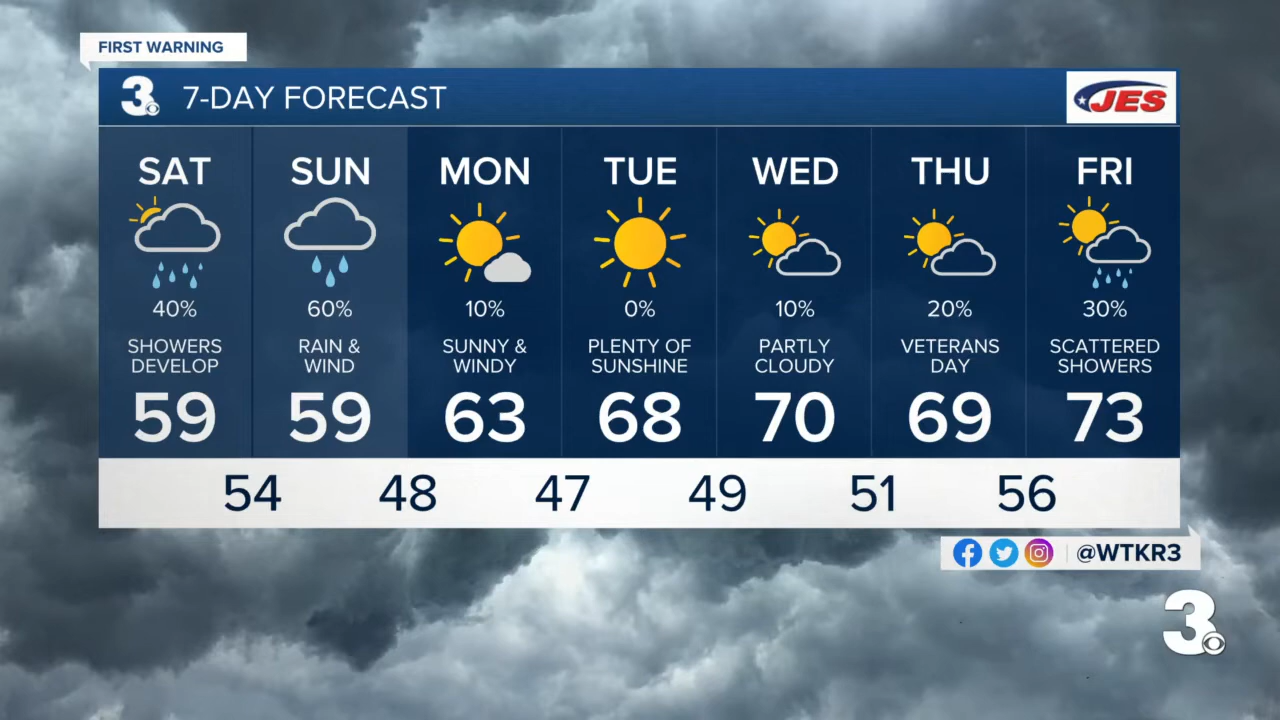 FIRST WARNING
3 7-DAY FORECAST JES
SAT SUN MON TUE WED THU FRI
40% 60% 10% 0% 10% 20% 30%
SHOWERS RAIN & SUNNY & PLENTY OF PARTLY VETERANS SCATTERED
DEVELOP WIND WINDY SUNSHINE CLOUDY DAY SHOWERS
59 59 63 68 70 69 73
54 48 47 49 51 56
@WTKR3
3